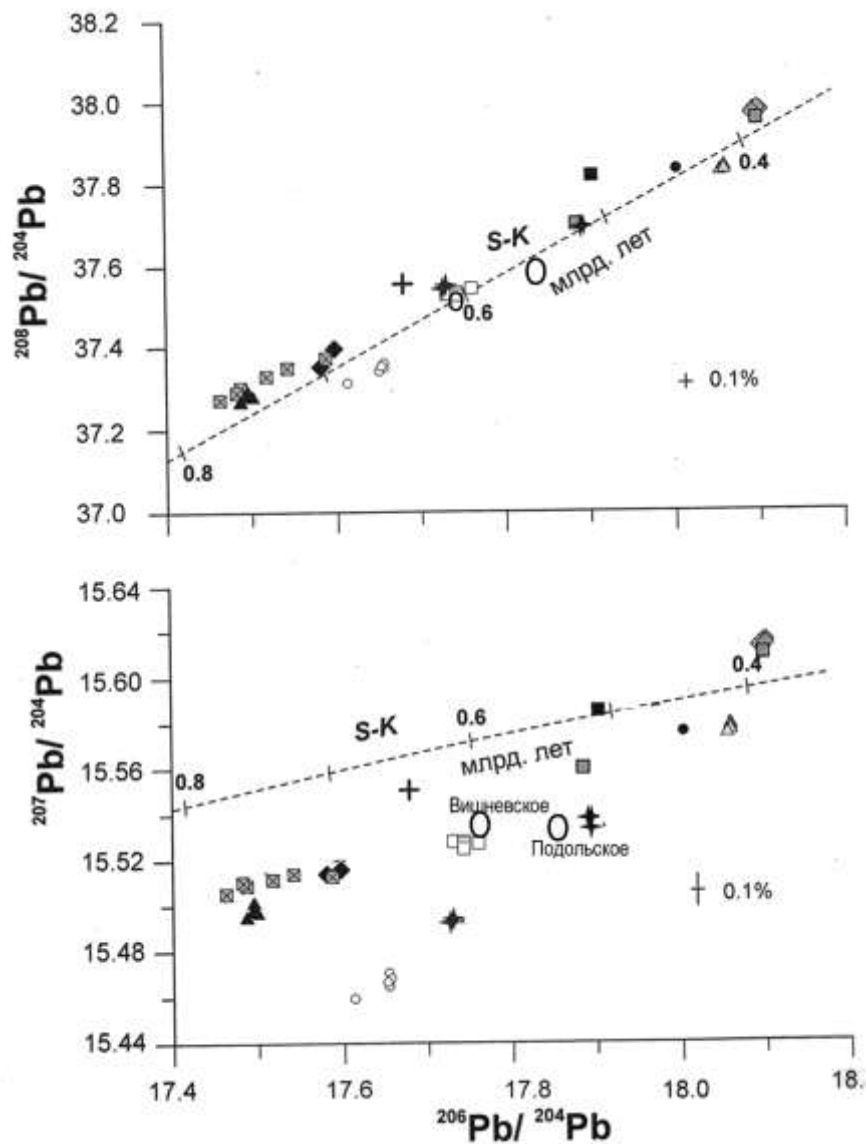 38.2
38.0
37.8
37.6
37.4
37.2
37.0
²⁰⁸Pb/ ²⁰⁴Pb
0.4
S-K
млрд. лет
0.6
0.1%
0.8
15.64
15.60
15.56
15.52
15.48
15.44
²⁰⁷Pb/ ²⁰⁴Pb
0.4
0.6
S-K
млрд. лет
0.8
Вишневское
Подольское
0.1%
17.4
17.6
17.8
18.0
18.
²⁰⁶Pb/ ²⁰⁴Pb